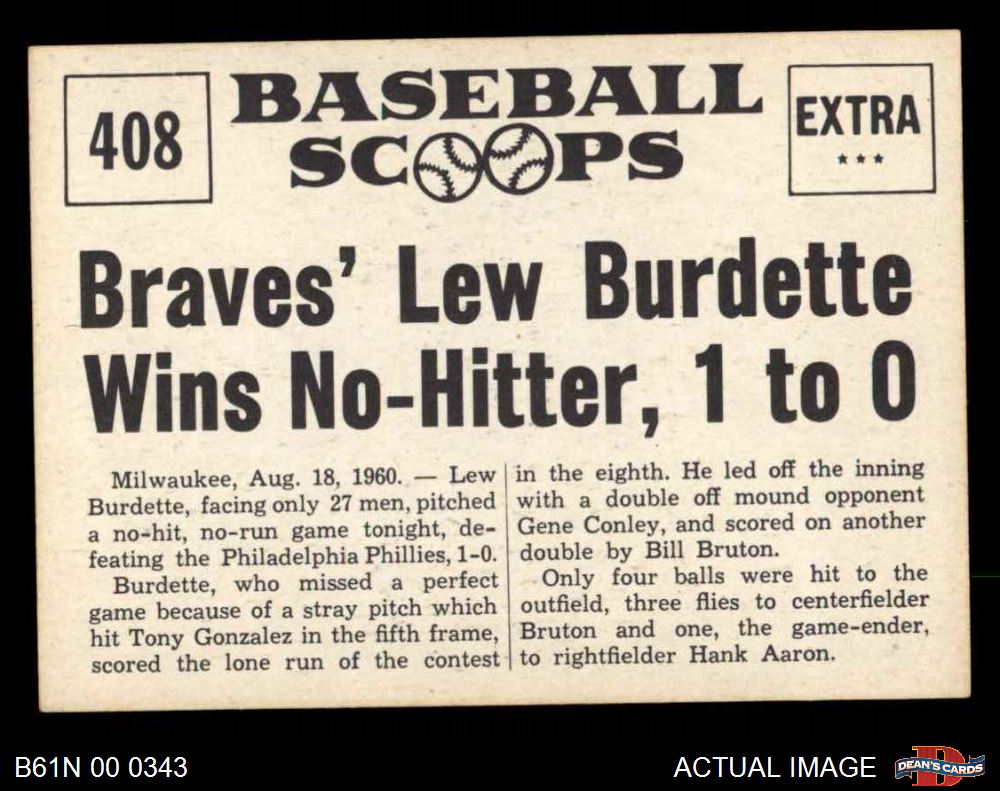 408
BASEBALL
SCOOPS
EXTRA
***
Braves' Lew Burdette
Wins No-Hitter, 1 to 0
Milwaukee, Aug. 18, 1960. — Lew
Burdette, facing only 27 men, pitched
a no-hit, no-run game tonight, de-
feating the Philadelphia Phillies, 1-0.
Burdette, who missed a perfect
game because of a stray pitch which
hit Tony Gonzalez in the fifth frame,
scored the lone run of the contest
in the eighth. He led off the inning
with a double off mound opponent
Gene Conley, and scored on another
double by Bill Bruton.
Only four balls were hit to the
outfield, three flies to centerfielder
Bruton and one, the game-ender,
to rightfielder Hank Aaron.
B61N 00 0343
ACTUAL IMAGE
D
DEAN'S CARDS